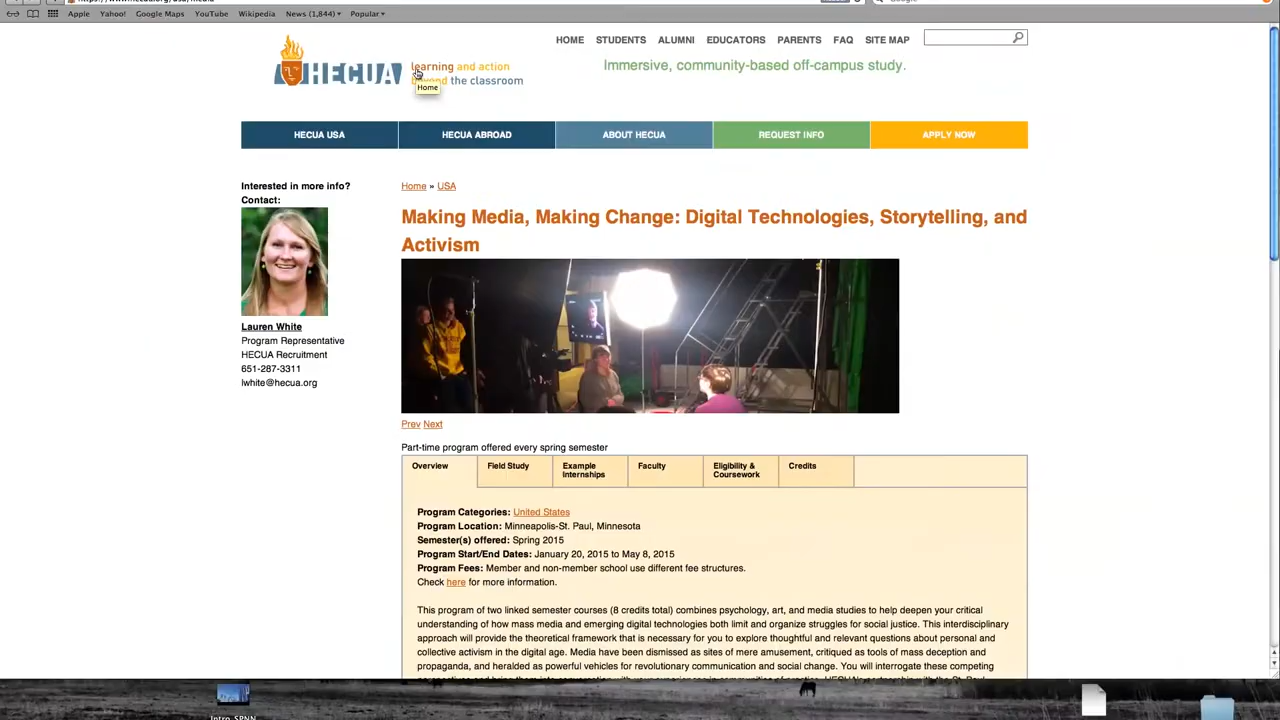 Apple Yahoo! Google Maps YouTube Wikipedia News (1,844) Popular
HOME STUDENTS ALUMNI EDUCATORS PARENTS FAQ SITE MAP
HECUA
learning and action
beyond the classroom
Home
Immersive, community-based off-campus study.
HECUA USA HECUA ABROAD ABOUT HECUA REQUEST INFO APPLY NOW
Interested in more info?
Contact:
Lauren White
Program Representative
HECUA Recruitment
651-287-3311
lwhite@hecua.org
Home » USA
Making Media, Making Change: Digital Technologies, Storytelling, and
Activism
Prev Next
Part-time program offered every spring semester
Overview
Field Study
Example
Internships
Faculty
Eligibility &
Coursework
Credits
Program Categories: United States
Program Location: Minneapolis-St. Paul, Minnesota
Semester(s) offered: Spring 2015
Program Start/End Dates: January 20, 2015 to May 8, 2015
Program Fees: Member and non-member school use different fee structures.
Check here for more information.
This program of two linked semester courses (8 credits total) combines psychology, art, and media studies to help deepen your critical
understanding of how mass media and emerging digital technologies both limit and organize struggles for social justice. This interdisciplinary
approach will provide the theoretical framework that is necessary for you to explore thoughtful and relevant questions about personal and
collective activism in the digital age. Media have been dismissed as sites of mere amusement, critiqued as tools of mass deception and
propaganda, and heralded as powerful vehicles for revolutionary communication and social change. You will interrogate these competing
Intro_SPNN